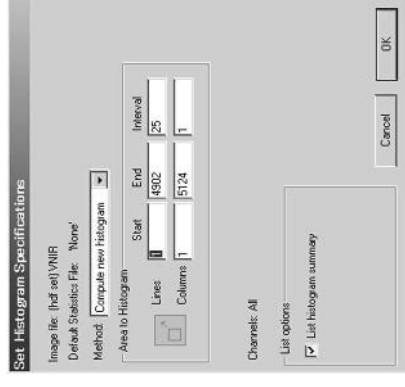 Set Histogram Specifications
Image file: (hdf set) VNIR
Default Statistics File: 'None'
Method: Compute new histogram
Area to Histogram
Start End Interval
Lines 1 4902 25
Columns 1 5124 1
Channels: All
List options
List histogram summary
Cancel OK